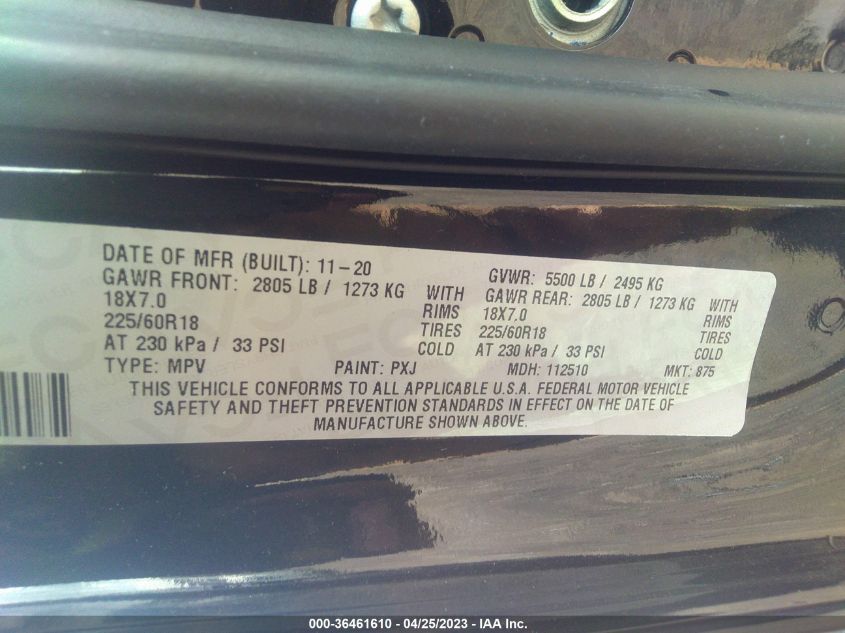 DATE OF MFR (BUILT): 11-20 GVWR: 5500 LB / 2495 KG
GAWR FRONT: 2805 LB / 1273 KG WITH GAWR REAR: 2805 LB / 1273 KG WITH
18X7.0 RIMS 18X7.0 RIMS
225/60R18 TIRES 225/60R18 TIRES
AT 230 kPa / 33 PSI COLD AT 230 kPa / 33 PSI COLD
TYPE: MPV PAINT: PXJ MDH: 112510 MKT: 875
THIS VEHICLE CONFORMS TO ALL APPLICABLE U.S.A. FEDERAL MOTOR VEHICLE
SAFETY AND THEFT PREVENTION STANDARDS IN EFFECT ON THE DATE OF
MANUFACTURE SHOWN ABOVE.
000-36461610 - 04/25/2023 - IAA Inc.